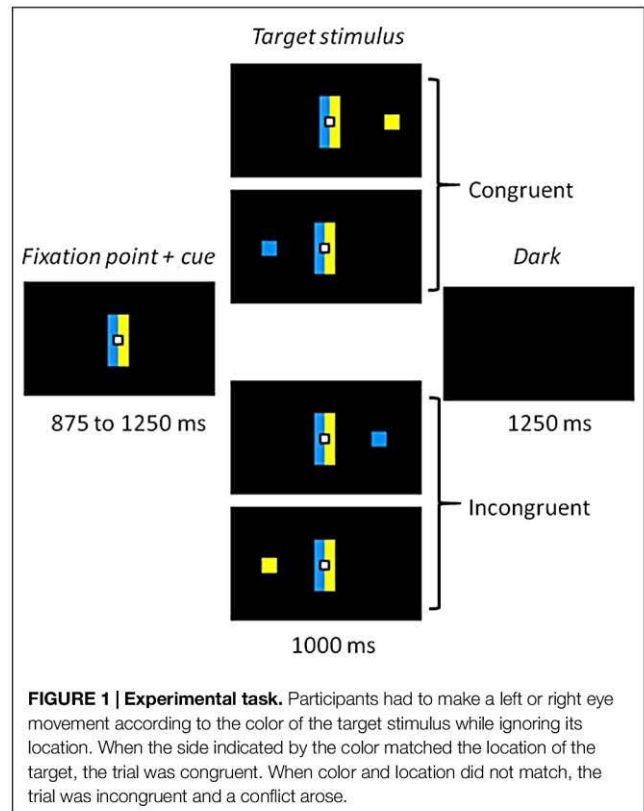 Target stimulus
Congruent
Fixation point + cue
Dark
875 to 1250 ms
1250 ms
Incongruent
1000 ms
FIGURE 1 | Experimental task. Participants had to make a left or right eye
movement according to the color of the target stimulus while ignoring its
location. When the side indicated by the color matched the location of the
target, the trial was congruent. When color and location did not match, the
trial was incongruent and a conflict arose.